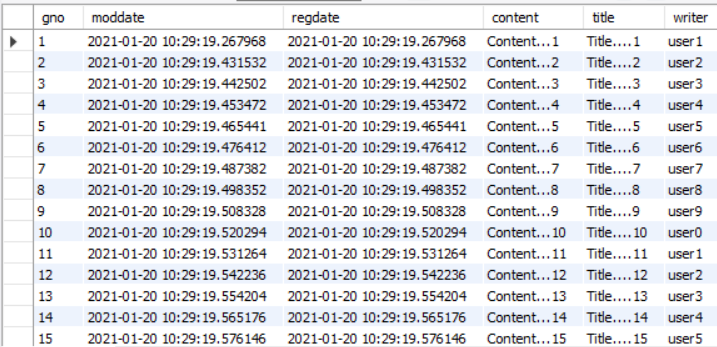 gno moddate regdate content title writer
1 2021-01-20 10:29:19.267968 2021-01-20 10:29:19.267968 Content...1 Title....1 user1
2 2021-01-20 10:29:19.431532 2021-01-20 10:29:19.431532 Content...2 Title....2 user2
3 2021-01-20 10:29:19.442502 2021-01-20 10:29:19.442502 Content...3 Title....3 user3
4 2021-01-20 10:29:19.453472 2021-01-20 10:29:19.453472 Content...4 Title....4 user4
5 2021-01-20 10:29:19.465441 2021-01-20 10:29:19.465441 Content...5 Title....5 user5
6 2021-01-20 10:29:19.476412 2021-01-20 10:29:19.476412 Content...6 Title....6 user6
7 2021-01-20 10:29:19.487382 2021-01-20 10:29:19.487382 Content...7 Title....7 user7
8 2021-01-20 10:29:19.498352 2021-01-20 10:29:19.498352 Content...8 Title....8 user8
9 2021-01-20 10:29:19.508328 2021-01-20 10:29:19.508328 Content...9 Title....9 user9
10 2021-01-20 10:29:19.520294 2021-01-20 10:29:19.520294 Content...10 Title....10 user0
11 2021-01-20 10:29:19.531264 2021-01-20 10:29:19.531264 Content...11 Title....11 user1
12 2021-01-20 10:29:19.542236 2021-01-20 10:29:19.542236 Content...12 Title....12 user2
13 2021-01-20 10:29:19.554204 2021-01-20 10:29:19.554204 Content...13 Title....13 user3
14 2021-01-20 10:29:19.565176 2021-01-20 10:29:19.565176 Content...14 Title....14 user4
15 2021-01-20 10:29:19.576146 2021-01-20 10:29:19.576146 Content...15 Title....15 user5